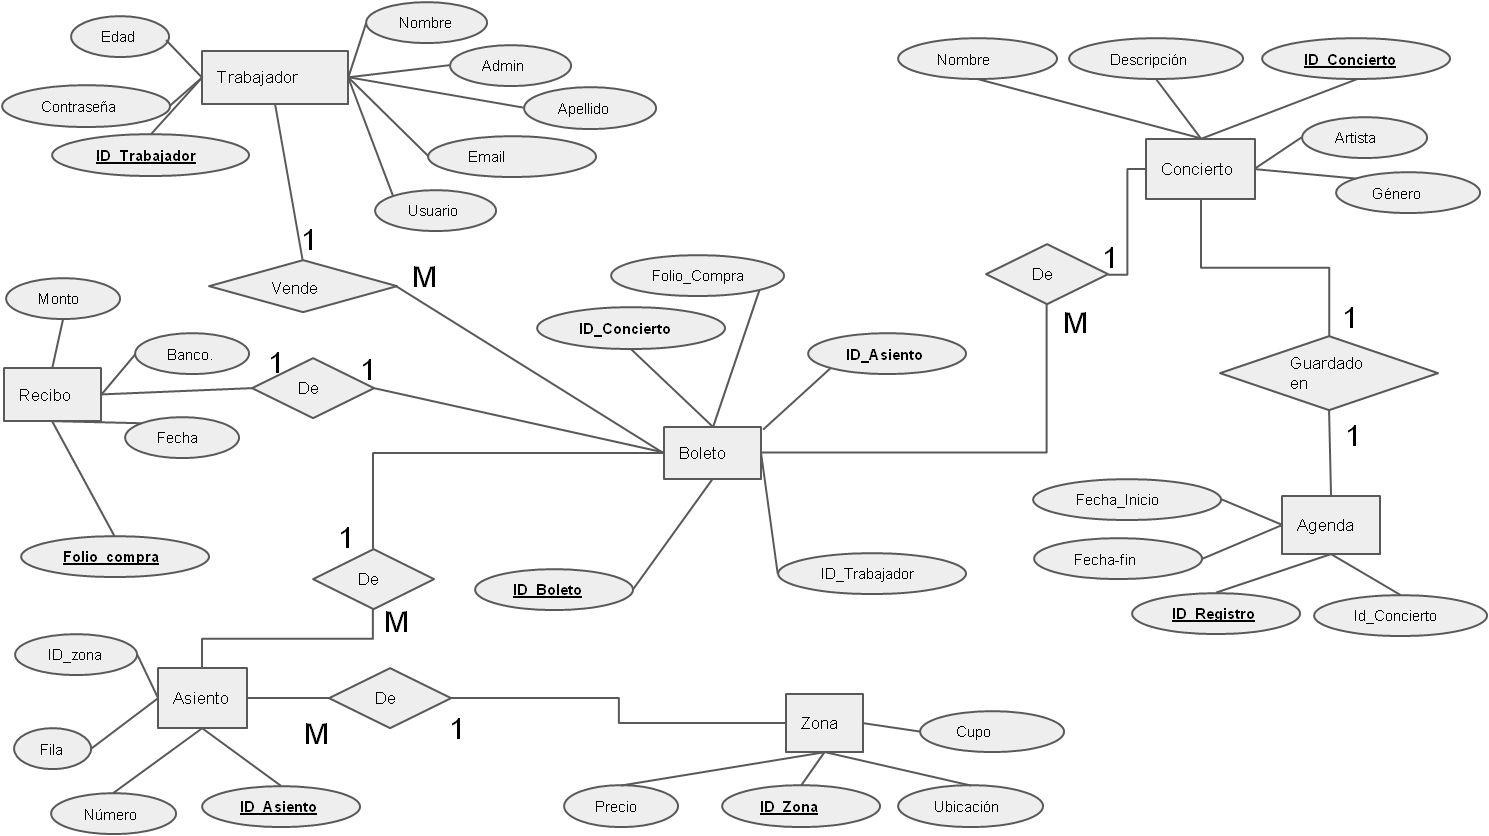 Nombre
Edad
Admin
Trabajador
Contraseña
Apellido
ID_Trabajador
Email
Usuario
1
Vende
M
Nombre
Descripción
ID_Concierto
Artista
Concierto
Género
De
1
M
Folio_Compra
ID_Concierto
ID_Asiento
Monto
Banco.
1
De
1
Recibo
Fecha
Folio_compra
Boleto
1
Guardado
en
1
Fecha_Inicio
Agenda
Fecha-fin
ID_Registro
Id_Concierto
1
De
M
ID_Boleto
ID_Trabajador
ID_zona
Asiento
De
M
1
Fila
Número
ID_Asiento
Zona
Cupo
Precio
ID_Zona
Ubicación